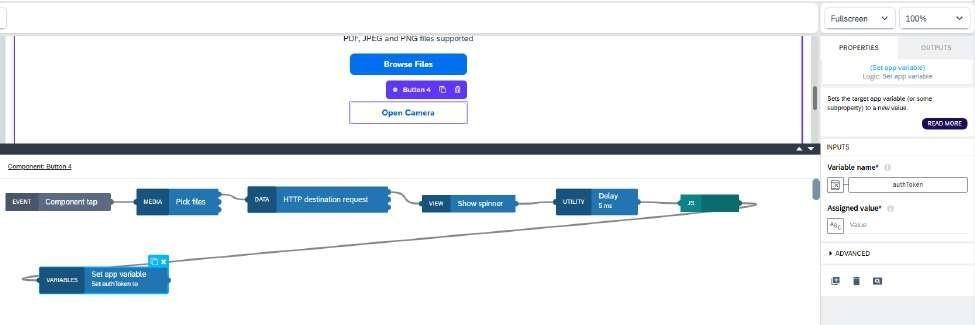 Fullscreen
100%
PDF, JPEG and PNG files supported
Browse Files
Button 4
Open Camera
Component: Button 4
EVENT Component tap
MEDIA Pick files
DATA HTTP destination request
VIEW Show spinner
UTILITY Delay
5 ms
JS
VARIABLES Set app variable
Set authToken to
PROPERTIES OUTPUTS
(Set app variable)
Logic: Set app variable
Sets the target app variable (or some
subproperty) to a new value.
READ MORE
INPUTS
Variable name*
authToken
Assigned value*
ABC Value
ADVANCED